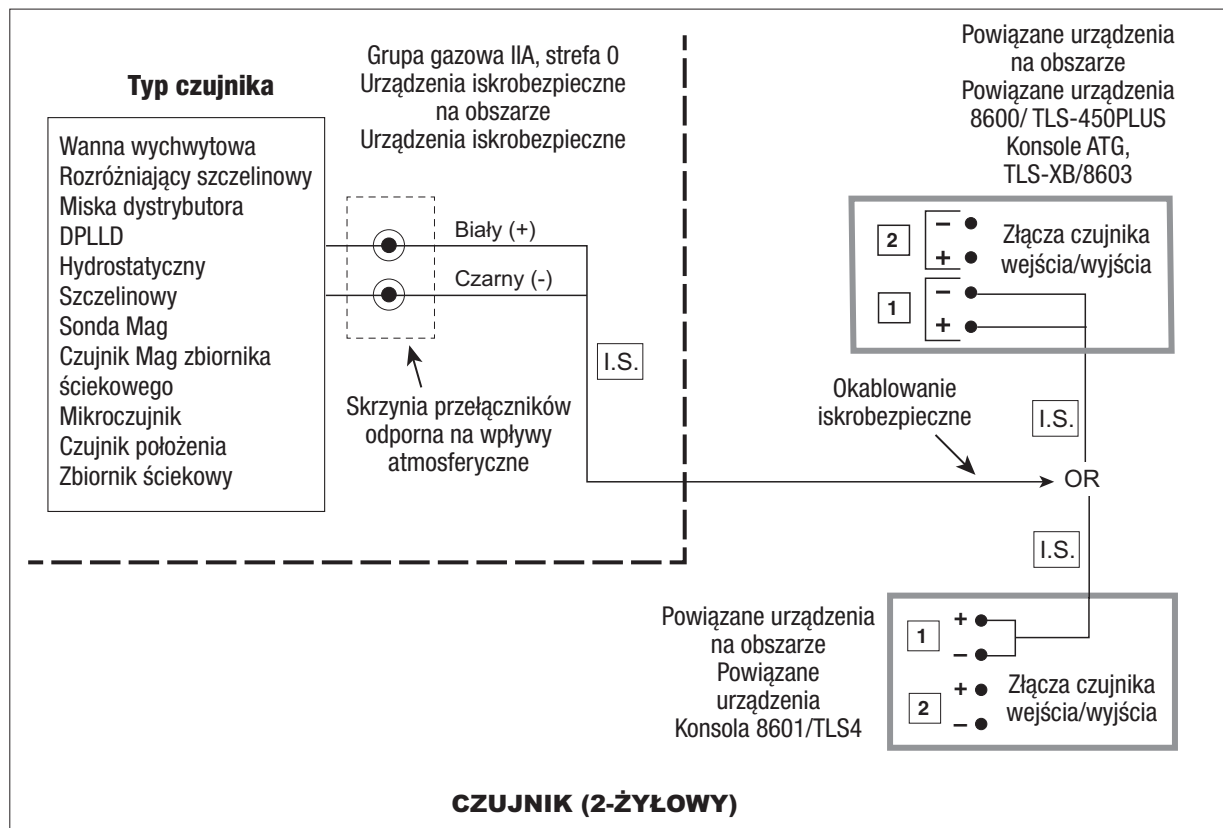 Typ czujnika
Wanna wychwytowa
Rozróżniający szczelinowy
Miska dystrybutora
DPLLD
Hydrostatyczny
Szczelinowy
Sonda Mag
Czujnik Mag zbiornika
ściekowego
Mikroczujnik
Czujnik położenia
Zbiornik ściekowy
Grupa gazowa IIA, strefa 0
Urządzenia iskrobezpieczne
na obszarze
Urządzenia iskrobezpieczne
Biały (+)
Czarny (-)
I.S.
Skrzynia przełączników
odporna na wpływy
atmosferyczne
Powiązane urządzenia
na obszarze
Powiązane urządzenia
8600/ TLS-450PLUS
Konsole ATG,
TLS-XB/8603
2
–
+
1
–
+
Złącza czujnika
wejścia/wyjścia
Okablowanie
iskrobezpieczne
I.S.
OR
I.S.
Powiązane urządzenia
na obszarze
Powiązane
urządzenia
Konsola 8601/TLS4
1
+
–
2
+
–
Złącza czujnika
wejścia/wyjścia
CZUJNIK (2-ŻYŁOWY)